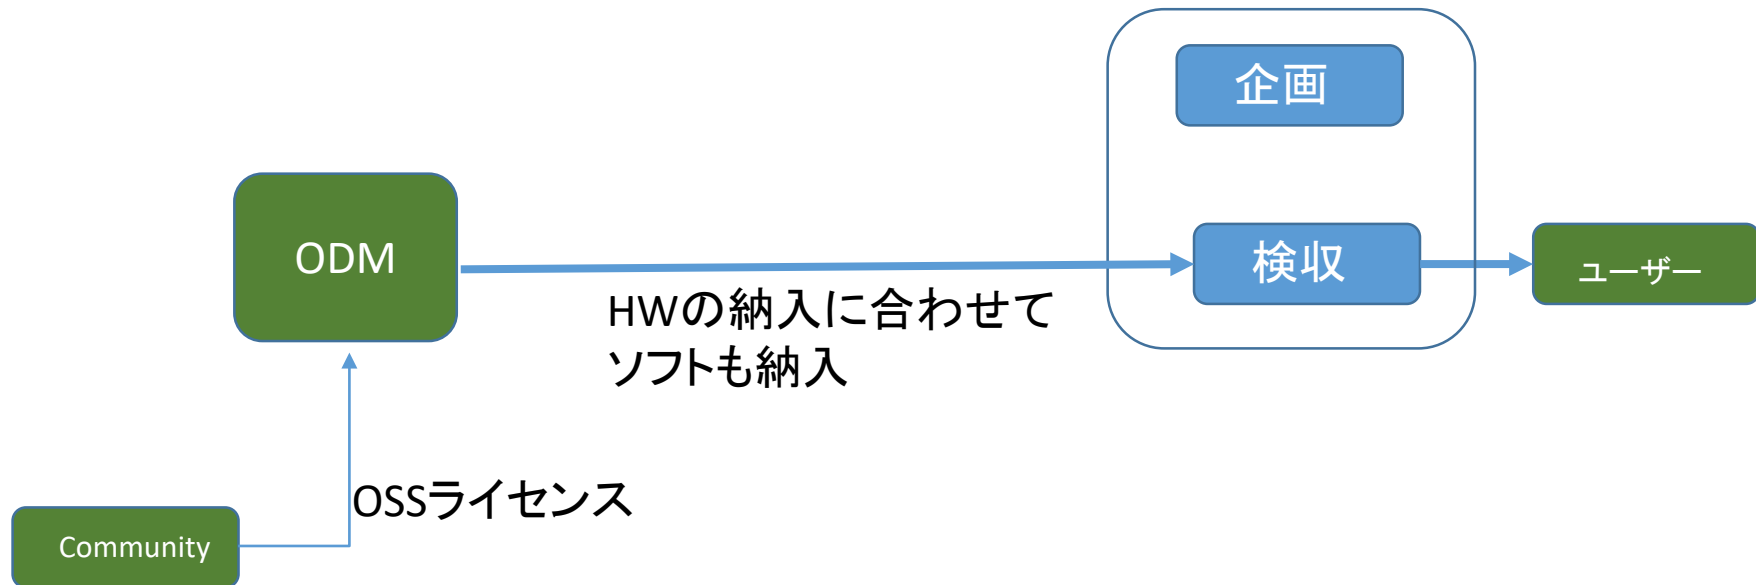 企画
ODM
検収
ユーザー
HWの納入に合わせて
ソフトも納入
OSSライセンス
Community